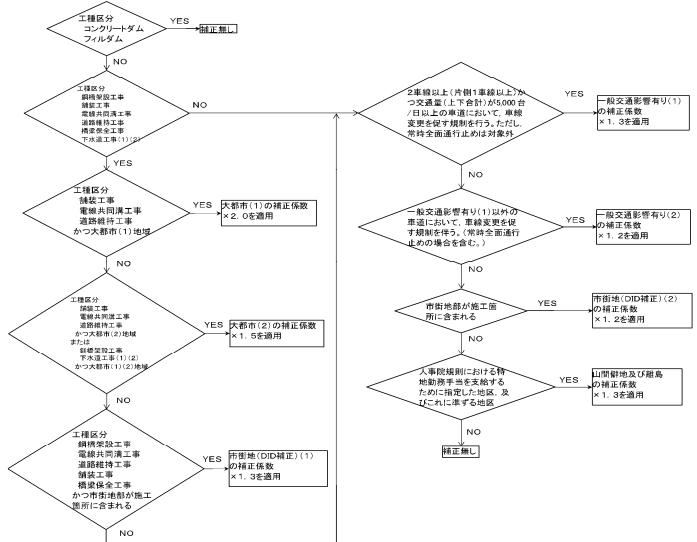 工種区分
コンクリートダム
フィルダム
YES
補正無し
NO
工種区分
鋼橋架設工事
舗装工事
電線共同溝工事
道路維持工事
橋梁保全工事
下水道工事(1)(2)
NO
YES
工種区分
舗装工事
電線共同溝工事
道路維持工事
かつ大都市(1)地域
YES
大都市(1)の補正係数
×2.0を適用
NO
工種区分
舗装工事
電線共同溝工事
道路維持工事
かつ大都市(2)地域
または
鋼橋架設工事
下水道工事(1)(2)
かつ大都市(1)(2)地域
YES
大都市(2)の補正係数
×1.5を適用
NO
工種区分
鋼橋架設工事
電線共同溝工事
道路維持工事
舗装工事
橋梁保全工事
かつ市街地部が施工
箇所に含まれる
YES
市街地(DID補正)(1)
の補正係数
×1.3を適用
NO
2車線以上(片側1車線以上)か
つ交通量(上下合計)が5,000台
/日以上の車道において,車線
変更を促す規制を行う。ただし,
常時全面通行止めは対象外
YES
一般交通影響有り(1)
の補正係数
×1.3を適用
NO
一般交通影響有り(1)以外の
車道において,車線変更を促
す規制を伴う。(常時全面通行
止めの場合を含む。)
YES
一般交通影響有り(2)
の補正係数
×1.2を適用
NO
市街地部が施工箇
所に含まれる
YES
市街地(DID補正)(2)
の補正係数
×1.2を適用
NO
人事院規則における特
地勤務手当を支給する
ために指定した地区,及
びこれに準ずる地区
YES
山間僻地及び離島
の補正係数
×1.3を適用
NO
補正無し